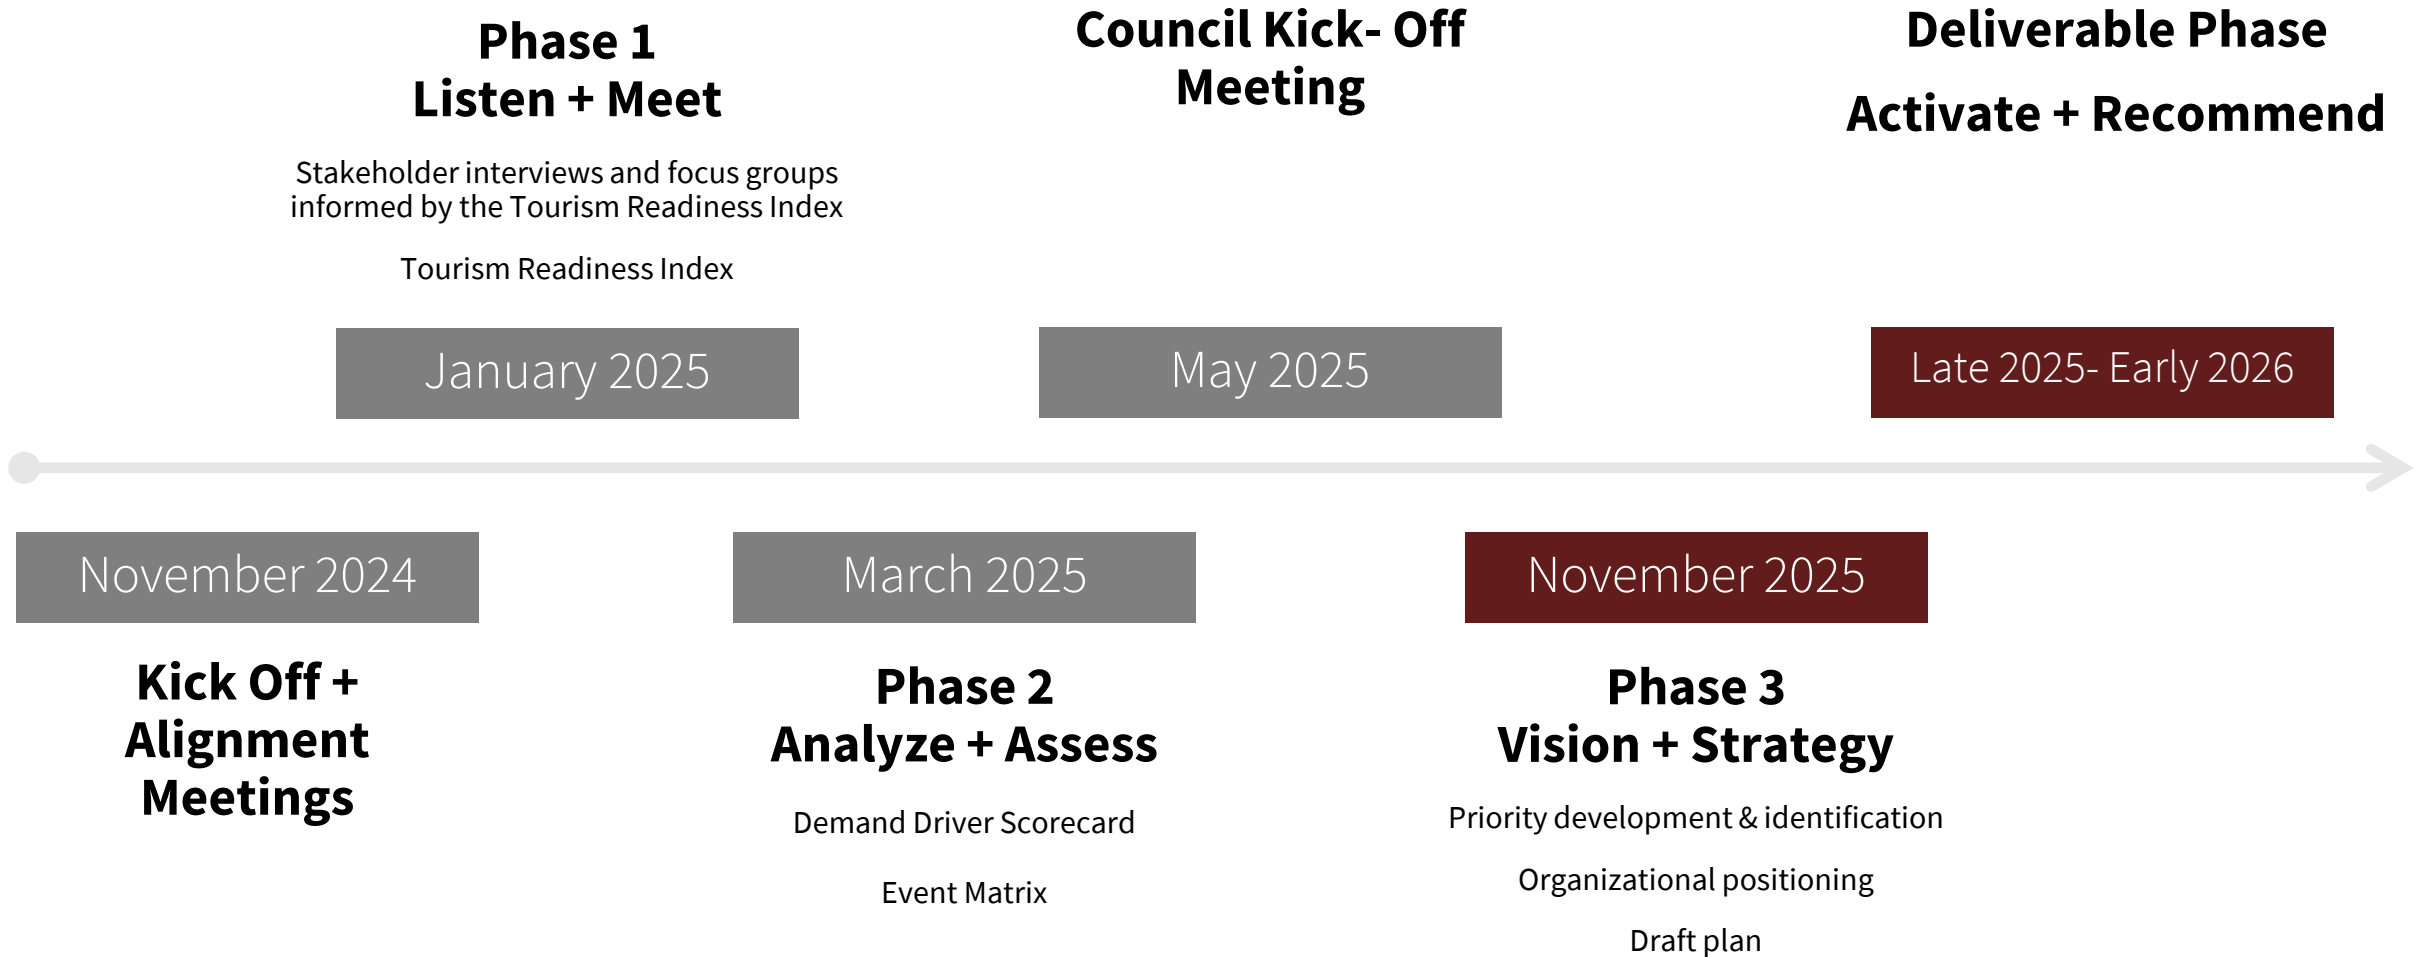 Phase 1
Listen + Meet
Stakeholder interviews and focus groups
informed by the Tourism Readiness Index
Tourism Readiness Index
January 2025
Council Kick- Off
Meeting
May 2025
Deliverable Phase
Activate + Recommend
Late 2025- Early 2026
November 2024
Kick Off +
Alignment
Meetings
March 2025
Phase 2
Analyze + Assess
Demand Driver Scorecard
Event Matrix
November 2025
Phase 3
Vision + Strategy
Priority development & identification
Organizational positioning
Draft plan